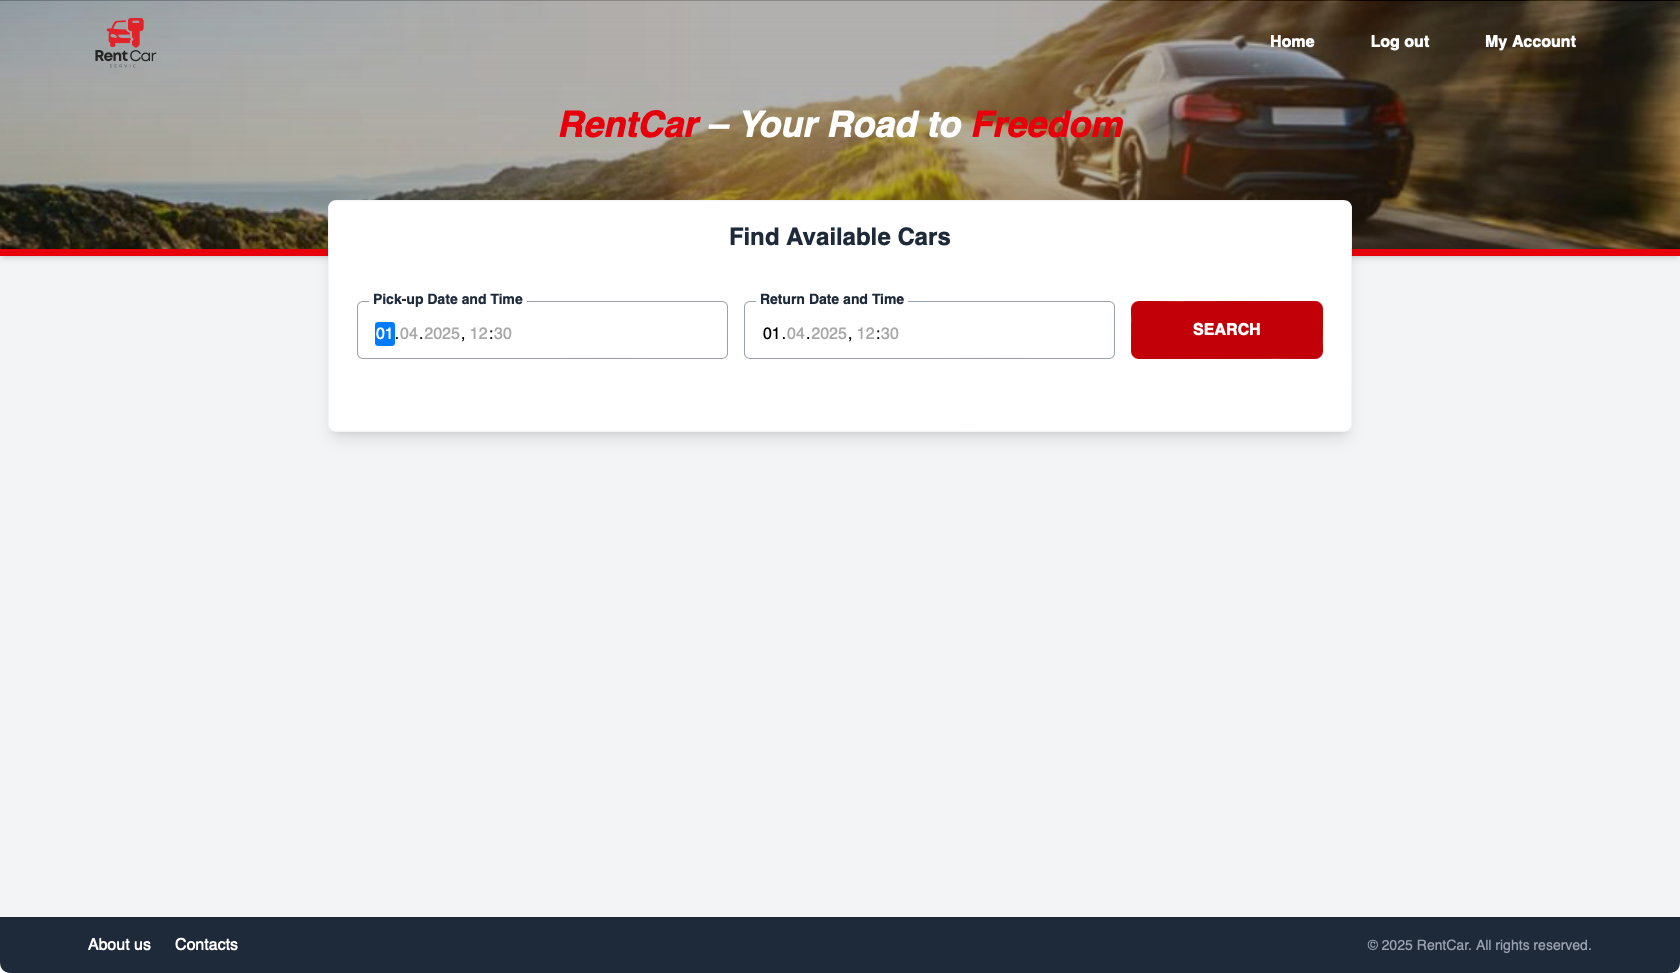 RentCar
SERVIC
Home
Log out
My Account
RentCar – Your Road to Freedom
Find Available Cars
Pick-up Date and Time
01.04.2025, 12:30
Return Date and Time
01.04.2025, 12:30
SEARCH
About us
Contacts
© 2025 RentCar. All rights reserved.